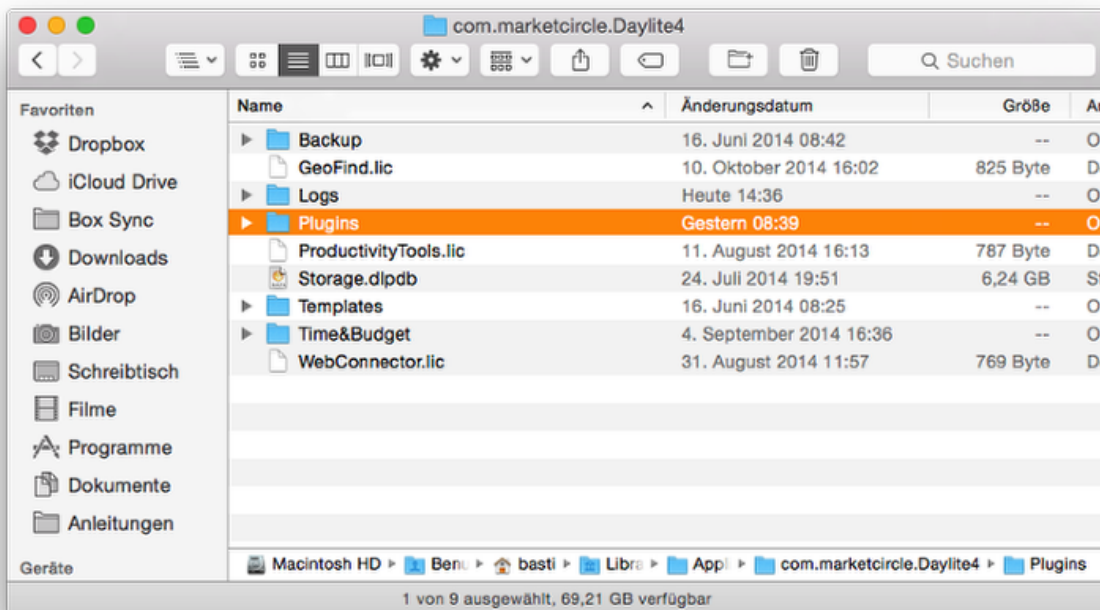 com.marketcircle.Daylite4
Suchen
Favoriten
Dropbox
iCloud Drive
Box Sync
Downloads
AirDrop
Bilder
Schreibtisch
Filme
Programme
Dokumente
Anleitungen
Geräte
Name Änderungsdatum Größe
Backup 16. Juni 2014 08:42 -- O
GeoFind.lic 10. Oktober 2014 16:02 825 Byte D
Logs Heute 14:36 -- O
Plugins Gestern 08:39 -- O
ProductivityTools.lic 11. August 2014 16:13 787 Byte D
Storage.dlpdb 24. Juli 2014 19:51 6,24 GB
Templates 16. Juni 2014 08:25 -- O
Time&Budget 4. September 2014 16:36 -- O
WebConnector.lic 31. August 2014 11:57 769 Byte D
Macintosh HD Benu basti Libra Appl com.marketcircle.Daylite4 Plugins
1 von 9 ausgewählt, 69,21 GB verfügbar